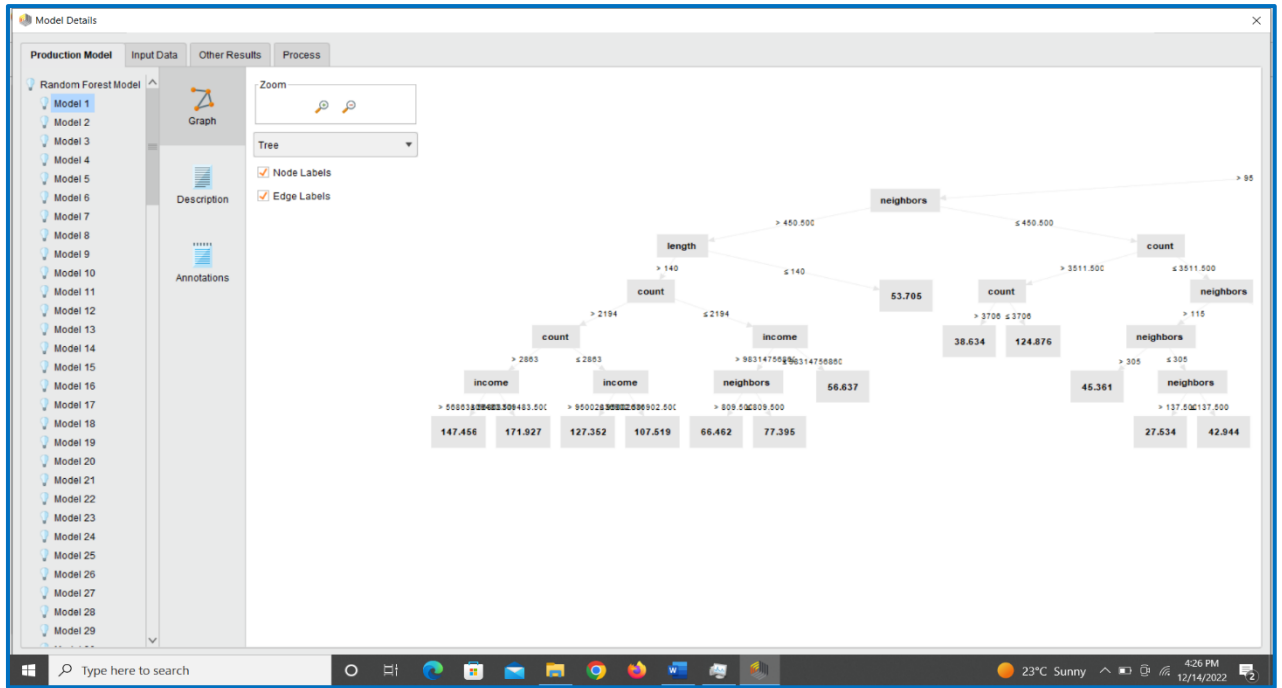 Model Details
Production Model Input Data Other Results Process
Random Forest Model
Model 1
Model 2
Model 3
Model 4
Model 5
Model 6
Model 7
Model 8
Model 9
Model 10
Model 11
Model 12
Model 13
Model 14
Model 15
Model 16
Model 17
Model 18
Model 19
Model 20
Model 21
Model 22
Model 23
Model 24
Model 25
Model 26
Model 27
Model 28
Model 29
Graph
Description
Annotations
Zoom
Tree
Node Labels
Edge Labels
> 95
neighbors
> 450.500 ≤ 450.500
length count
> 140 ≤ 140 > 3511.500 ≤ 3511.500
count 53.705 count neighbors
> 2194 ≤ 2194 > 3706 ≤ 3706 > 115
count income 38.634 124.876 neighbors
> 2863 ≤ 2863 > 305 ≤ 305
income income neighbors 56.637 45.361 neighbors
> 809.500 ≤ 809.500 > 137.500 ≤ 137.500
147.456 171.927 127.352 107.519 66.462 77.395 27.534 42.944
Type here to search
23°C Sunny
4:26 PM
12/14/2022
2